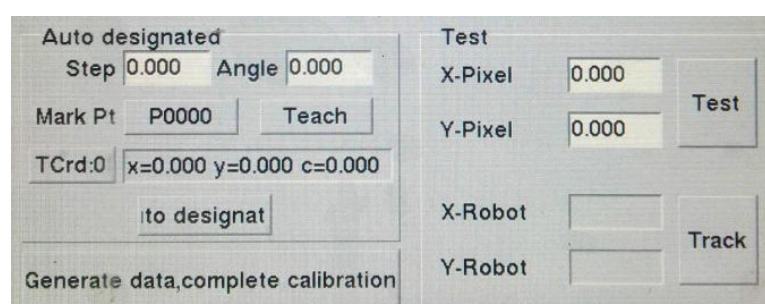 Auto designated
Step 0.000 Angle 0.000
Mark Pt P0000 Teach
TCrd:0 x=0.000 y=0.000 c=0.000
to designat
Generate data,complete calibration
Test
X-Pixel 0.000
Y-Pixel 0.000
Test
X-Robot
Y-Robot
Track